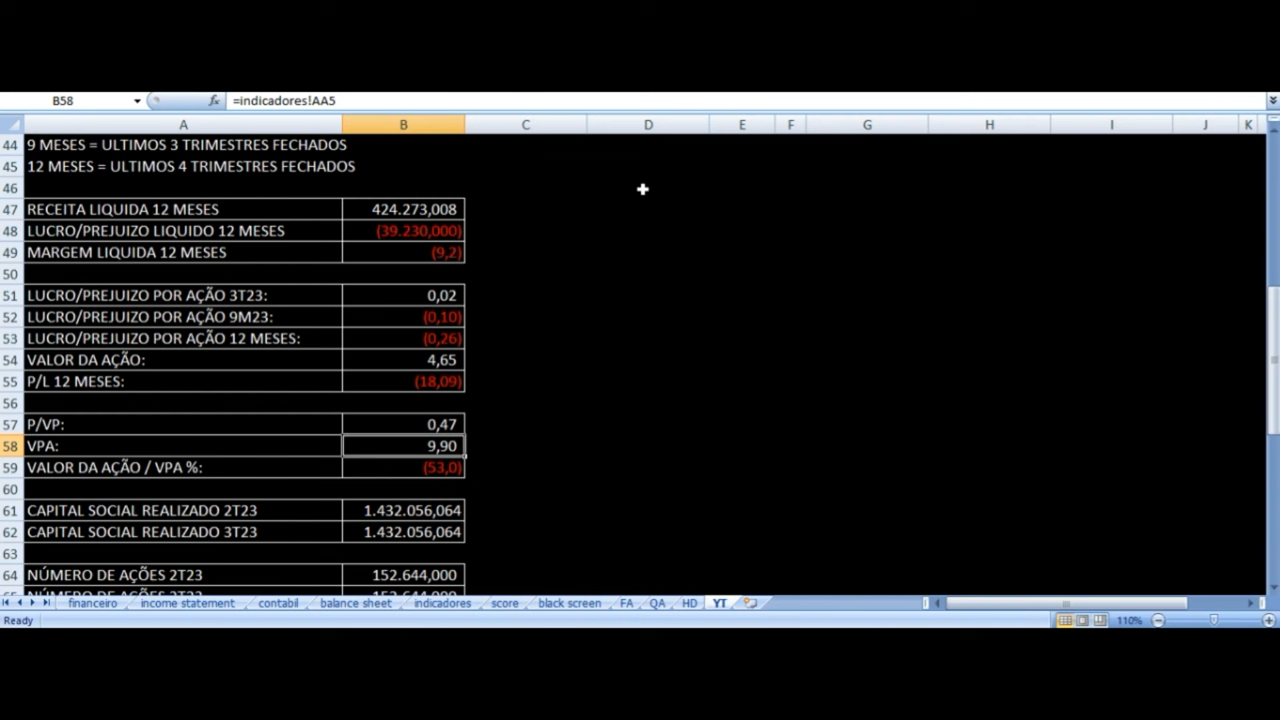 B58 fx =indicadores!AA5
A B C D E F G H I J K
44 9 MESES = ULTIMOS 3 TRIMESTRES FECHADOS
45 12 MESES = ULTIMOS 4 TRIMESTRES FECHADOS
46
47 RECEITA LIQUIDA 12 MESES 424.273,008
48 LUCRO/PREJUIZO LIQUIDO 12 MESES (39.230,000)
49 MARGEM LIQUIDA 12 MESES (9,2)
50
51 LUCRO/PREJUIZO POR AÇÃO 3T23: 0,02
52 LUCRO/PREJUIZO POR AÇÃO 9M23: (0,10)
53 LUCRO/PREJUIZO POR AÇÃO 12 MESES: (0,26)
54 VALOR DA AÇÃO: 4,65
55 P/L 12 MESES: (18,09)
56
57 P/VP: 0,47
58 VPA: 9,90
59 VALOR DA AÇÃO / VPA %: (53,0)
60
61 CAPITAL SOCIAL REALIZADO 2T23 1.432.056,064
62 CAPITAL SOCIAL REALIZADO 3T23 1.432.056,064
63
64 NÚMERO DE AÇÕES 2T23 152.644,000
financeiro income statement contabil balance sheet indicadores score black screen FA QA HD YT
Ready 110%